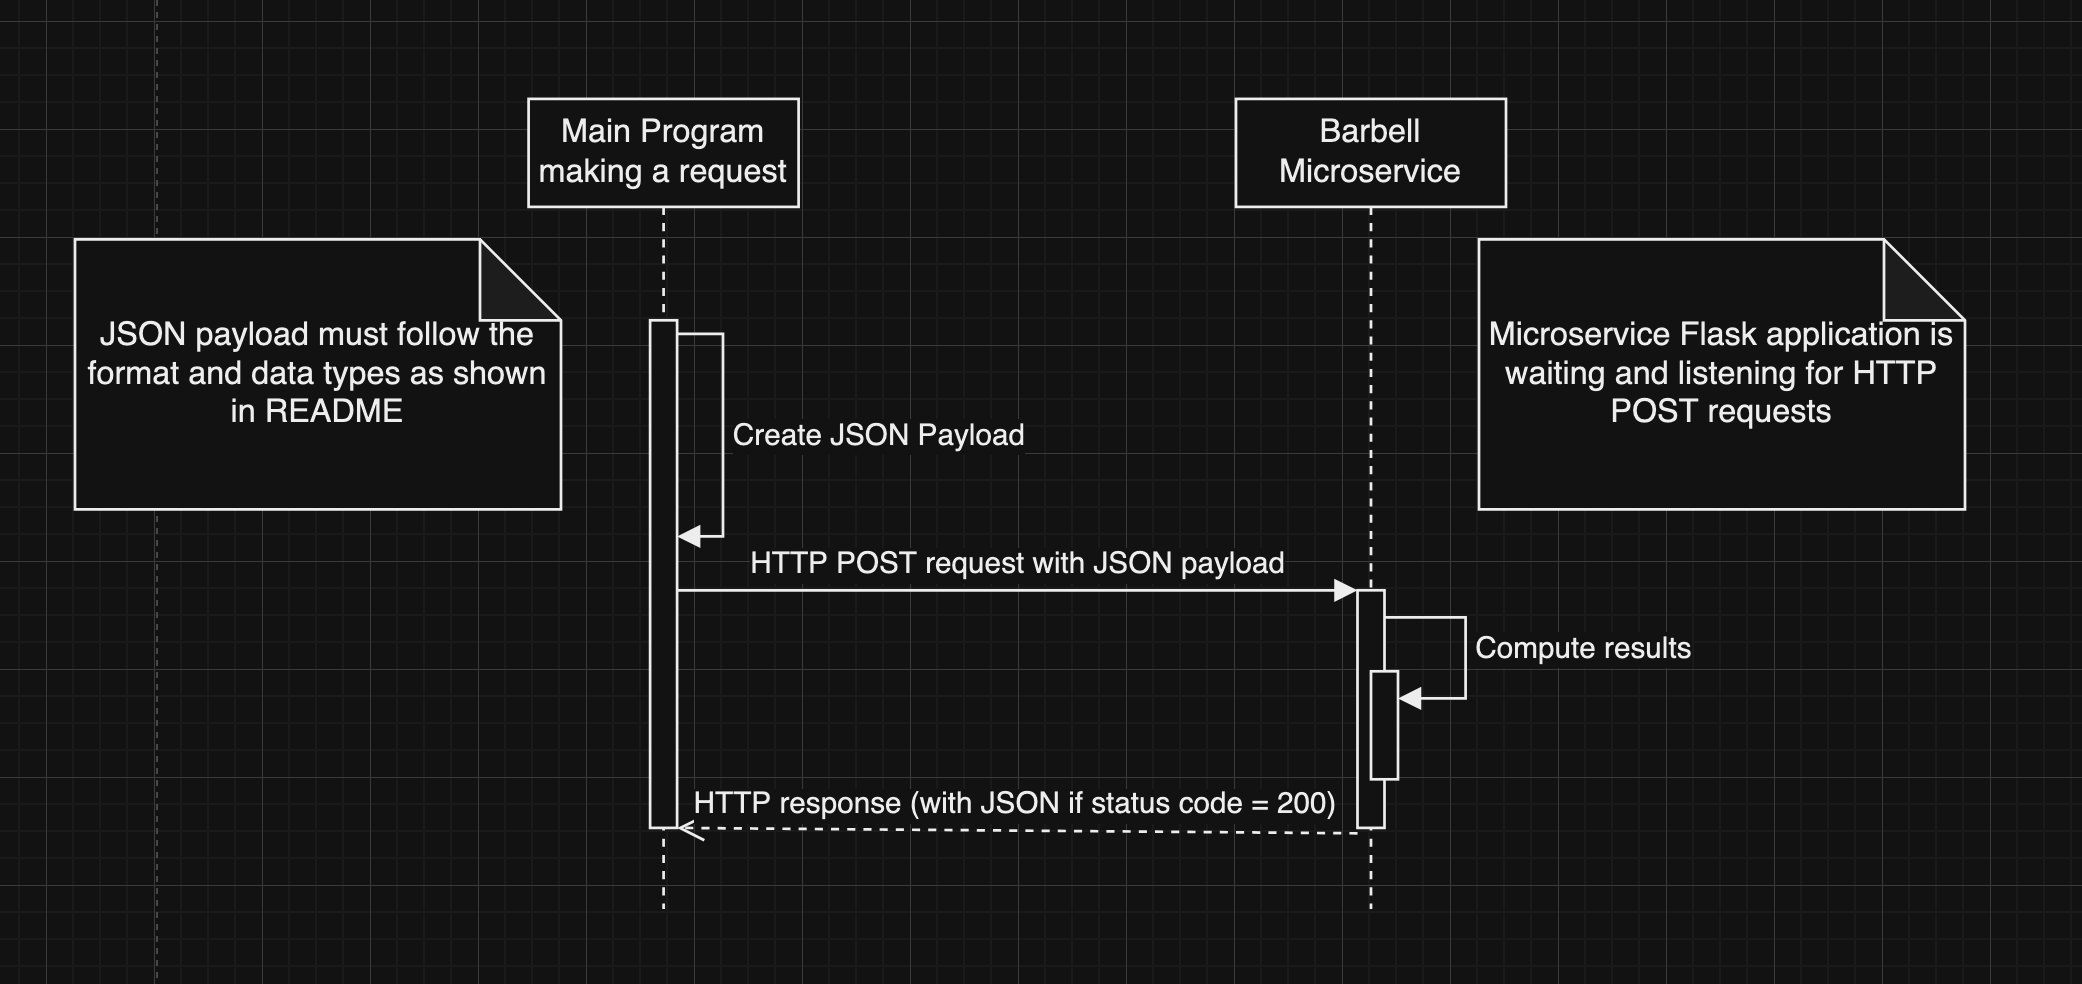 Main Program
making a request
Barbell
Microservice
JSON payload must follow the
format and data types as shown
in README
Microservice Flask application is
waiting and listening for HTTP
POST requests
Create JSON Payload
HTTP POST request with JSON payload
Compute results
HTTP response (with JSON if status code = 200)